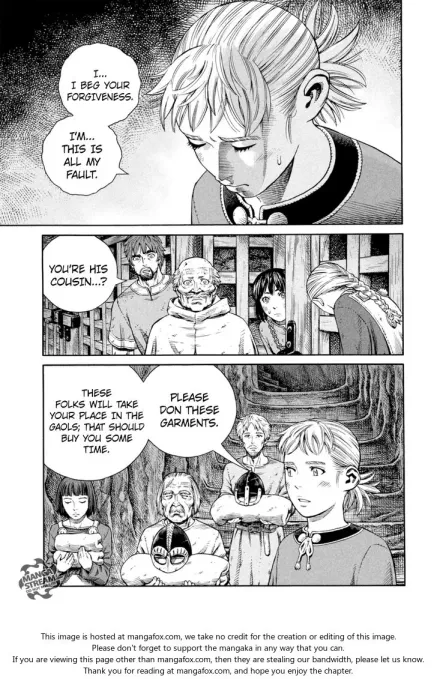 I...
I BEG YOUR
FORGIVENESS.
I'M...
THIS IS
ALL MY
FAULT.
YOU'RE HIS
COUSIN...?
THESE
FOLKS WILL TAKE
YOUR PLACE IN THE
GAOLS; THAT SHOULD
BUY YOU SOME
TIME.
PLEASE
DON THESE
GARMENTS.
MANGA
STREAM
This image is hosted at mangafox.com, we take no credit for the creation or editing of this image.
Please don't forget to support the mangaka in any way that you can.
If you are viewing this page other than mangafox.com, then they are stealing our bandwidth, please let us know.
Thank you for reading at mangafox.com, and hope you enjoy the chapter.